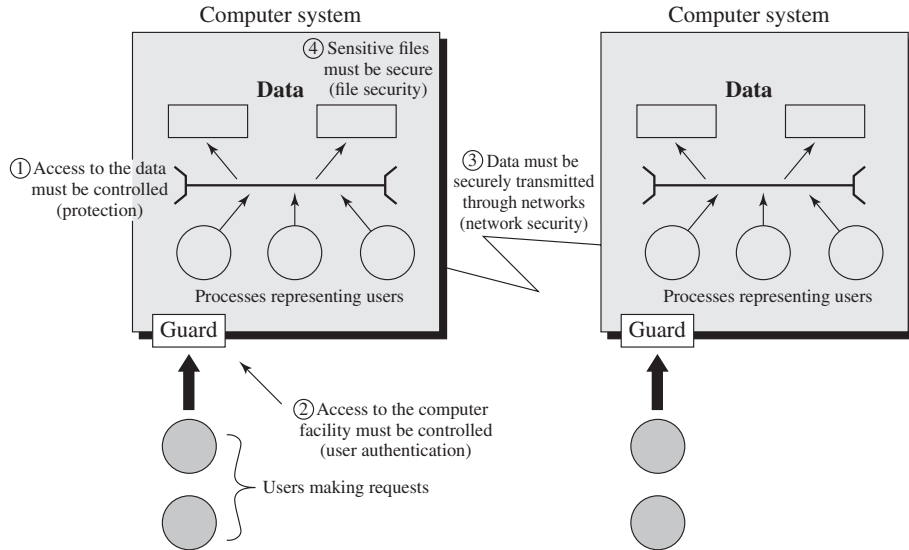 Computer system
④ Sensitive files
must be secure
(file security)
Data
① Access to the data
must be controlled
(protection)
Processes representing users
Guard
② Access to the computer
facility must be controlled
(user authentication)
Users making requests
③ Data must be
securely transmitted
through networks
(network security)
Computer system
Data
Processes representing users
Guard